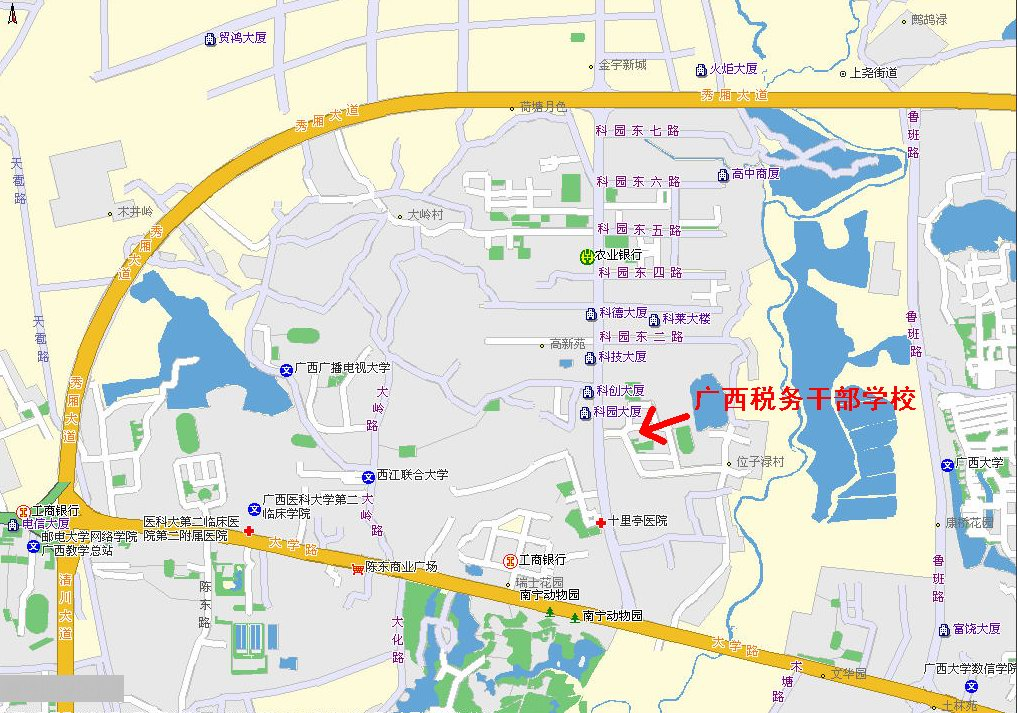 贸鸿大厦
鹧鸪禄
金宇新城
火炬大厦
上尧街道
秀厢大道
荷塘月色
秀厢大道
鲁班路
科园东七路
天雹路
高中商厦
科园东六路
木井岭
大岭村
科园东五路
秀厢大道
农业银行
科园东四路
天雹路
科德大厦
科莱大楼
鲁班路
科园东二路
高新苑
科技大厦
广西广播电视大学
秀厢大道
大岭路
科创大厦
广西税务干部学校
科园大厦
位子渌村
广西大学
西江联合大学
广西医科大学第二
临床学院
大岭路
工商银行
电信大厦
医科大第二临床医
院第二附属医院
十里亭医院
康桥花园
邮电大学网络学院
广西教学总站
大学路
工商银行
陈东商业广场
鲁班路
清川大道
陈东路
瑞士花园
南宁动物园
南宁动物园
大化路
富饶大厦
大学路
文华园
广西大学数信学院
土林苑